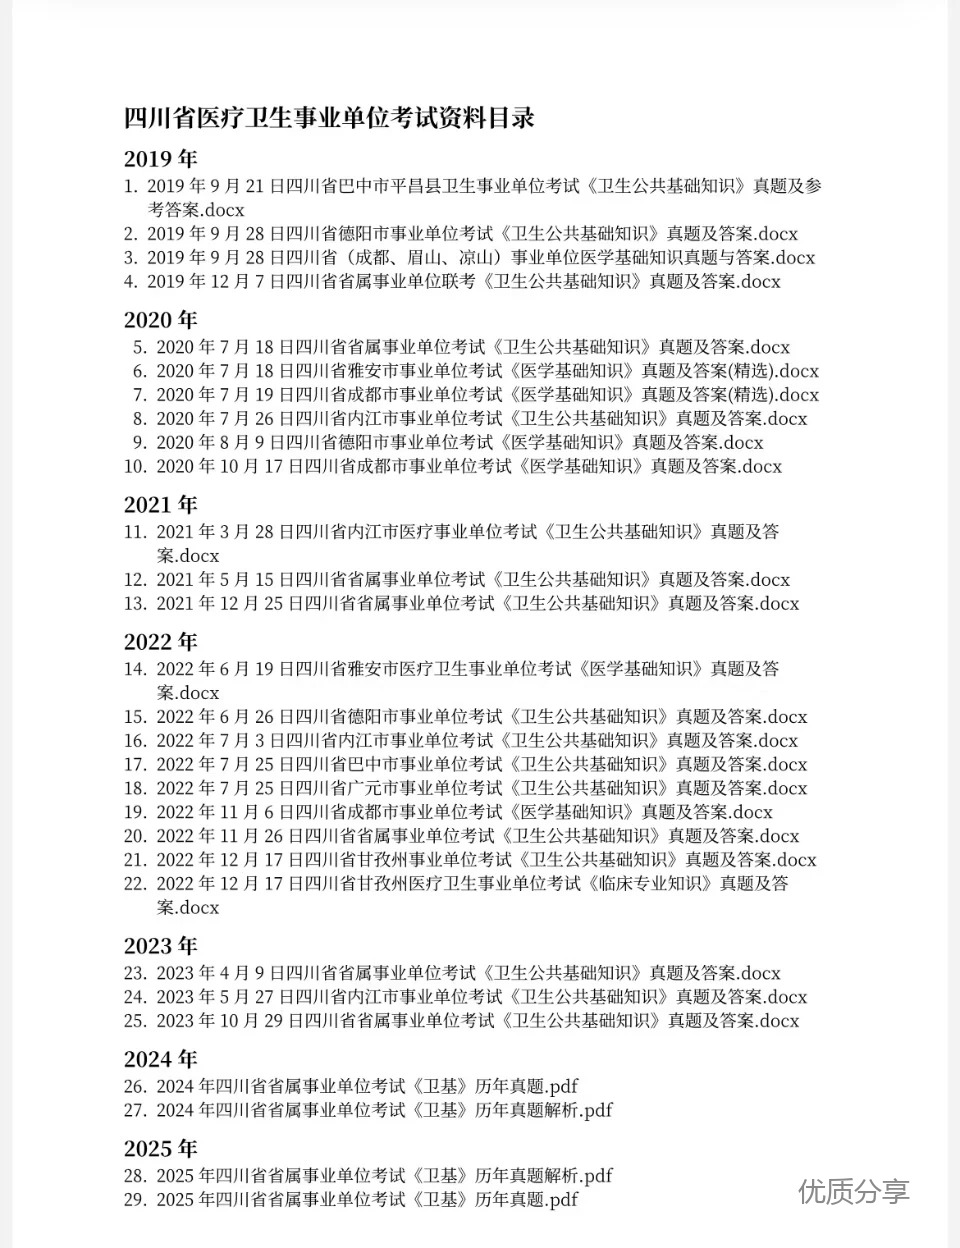 四川省医疗卫生事业单位考试资料目录
2019 年
1. 2019 年 9 月 21 日四川省巴中市平昌县卫生事业单位考试《卫生公共基础知识》真题及参
考答案.docx
2. 2019 年 9 月 28 日四川省德阳市事业单位考试《卫生公共基础知识》真题及答案.docx
3. 2019 年 9 月 28 日四川省（成都、眉山、凉山）事业单位医学基础知识真题与答案.docx
4. 2019 年 12 月 7 日四川省省属事业单位联考《卫生公共基础知识》真题及答案.docx
2020 年
5. 2020 年 7 月 18 日四川省省属事业单位考试《卫生公共基础知识》真题及答案.docx
6. 2020 年 7 月 18 日四川省雅安市事业单位考试《医学基础知识》真题及答案(精选).docx
7. 2020 年 7 月 19 日四川省成都市事业单位考试《医学基础知识》真题及答案(精选).docx
8. 2020 年 7 月 26 日四川省内江市事业单位考试《卫生公共基础知识》真题及答案.docx
9. 2020 年 8 月 9 日四川省德阳市事业单位考试《医学基础知识》真题及答案.docx
10. 2020 年 10 月 17 日四川省成都市事业单位考试《医学基础知识》真题及答案.docx
2021 年
11. 2021 年 3 月 28 日四川省内江市医疗事业单位考试《卫生公共基础知识》真题及答
案.docx
12. 2021 年 5 月 15 日四川省省属事业单位考试《卫生公共基础知识》真题及答案.docx
13. 2021 年 12 月 25 日四川省省属事业单位考试《卫生公共基础知识》真题及答案.docx
2022 年
14. 2022 年 6 月 19 日四川省雅安市医疗卫生事业单位考试《医学基础知识》真题及答
案.docx
15. 2022 年 6 月 26 日四川省德阳市事业单位考试《卫生公共基础知识》真题及答案.docx
16. 2022 年 7 月 3 日四川省内江市事业单位考试《卫生公共基础知识》真题及答案.docx
17. 2022 年 7 月 25 日四川省巴中市事业单位考试《卫生公共基础知识》真题及答案.docx
18. 2022 年 7 月 25 日四川省广元市事业单位考试《卫生公共基础知识》真题及答案.docx
19. 2022 年 11 月 6 日四川省成都市事业单位考试《医学基础知识》真题及答案.docx
20. 2022 年 11 月 26 日四川省省属事业单位考试《卫生公共基础知识》真题及答案.docx
21. 2022 年 12 月 17 日四川省甘孜州事业单位考试《卫生公共基础知识》真题及答案.docx
22. 2022 年 12 月 17 日四川省甘孜州医疗卫生事业单位考试《临床专业知识》真题及答
案.docx
2023 年
23. 2023 年 4 月 9 日四川省省属事业单位考试《卫生公共基础知识》真题及答案.docx
24. 2023 年 5 月 27 日四川省内江市事业单位考试《卫生公共基础知识》真题及答案.docx
25. 2023 年 10 月 29 日四川省省属事业单位考试《卫生公共基础知识》真题及答案.docx
2024 年
26. 2024 年四川省省属事业单位考试《卫基》历年真题.pdf
27. 2024 年四川省省属事业单位考试《卫基》历年真题解析.pdf
2025 年
28. 2025 年四川省省属事业单位考试《卫基》历年真题解析.pdf
29. 2025 年四川省省属事业单位考试《卫基》历年真题.pdf
优质分享